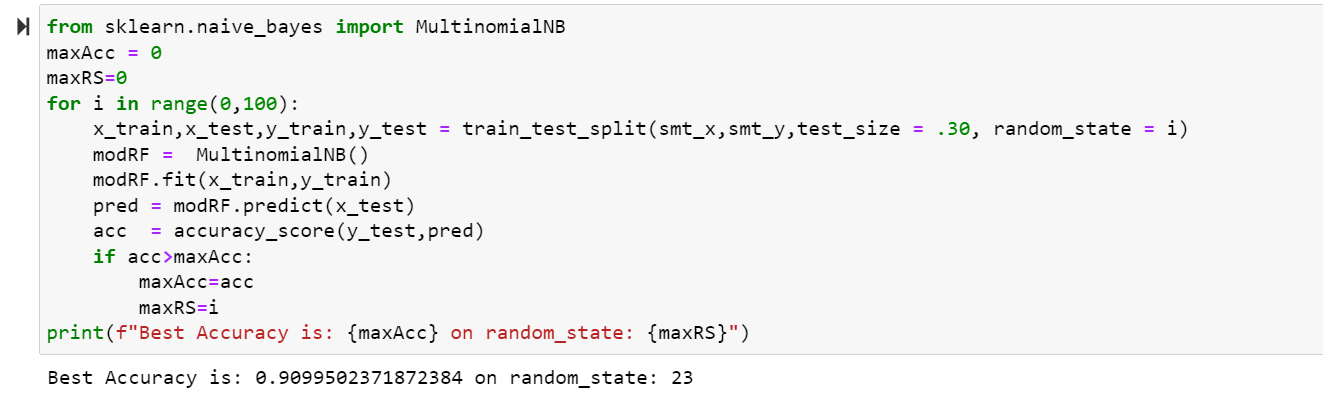 from sklearn.naive_bayes import MultinomialNB
maxAcc = 0
maxRS=0
for i in range(0,100):
    x_train,x_test,y_train,y_test = train_test_split(smt_x,smt_y,test_size = .30, random_state = i)
    modRF =  MultinomialNB()
    modRF.fit(x_train,y_train)
    pred = modRF.predict(x_test)
    acc  = accuracy_score(y_test,pred)
    if acc>maxAcc:
        maxAcc=acc
        maxRS=i
print(f"Best Accuracy is: {maxAcc} on random_state: {maxRS}")
Best Accuracy is: 0.9099502371872384 on random_state: 23